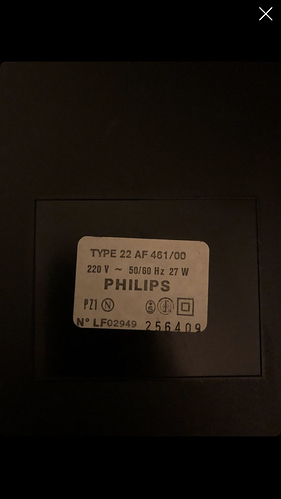 TYPE 22 AF 461/00
220 V ~ 50/60 Hz 27 W
PHILIPS
PZ1 N
N° LF02949 256409